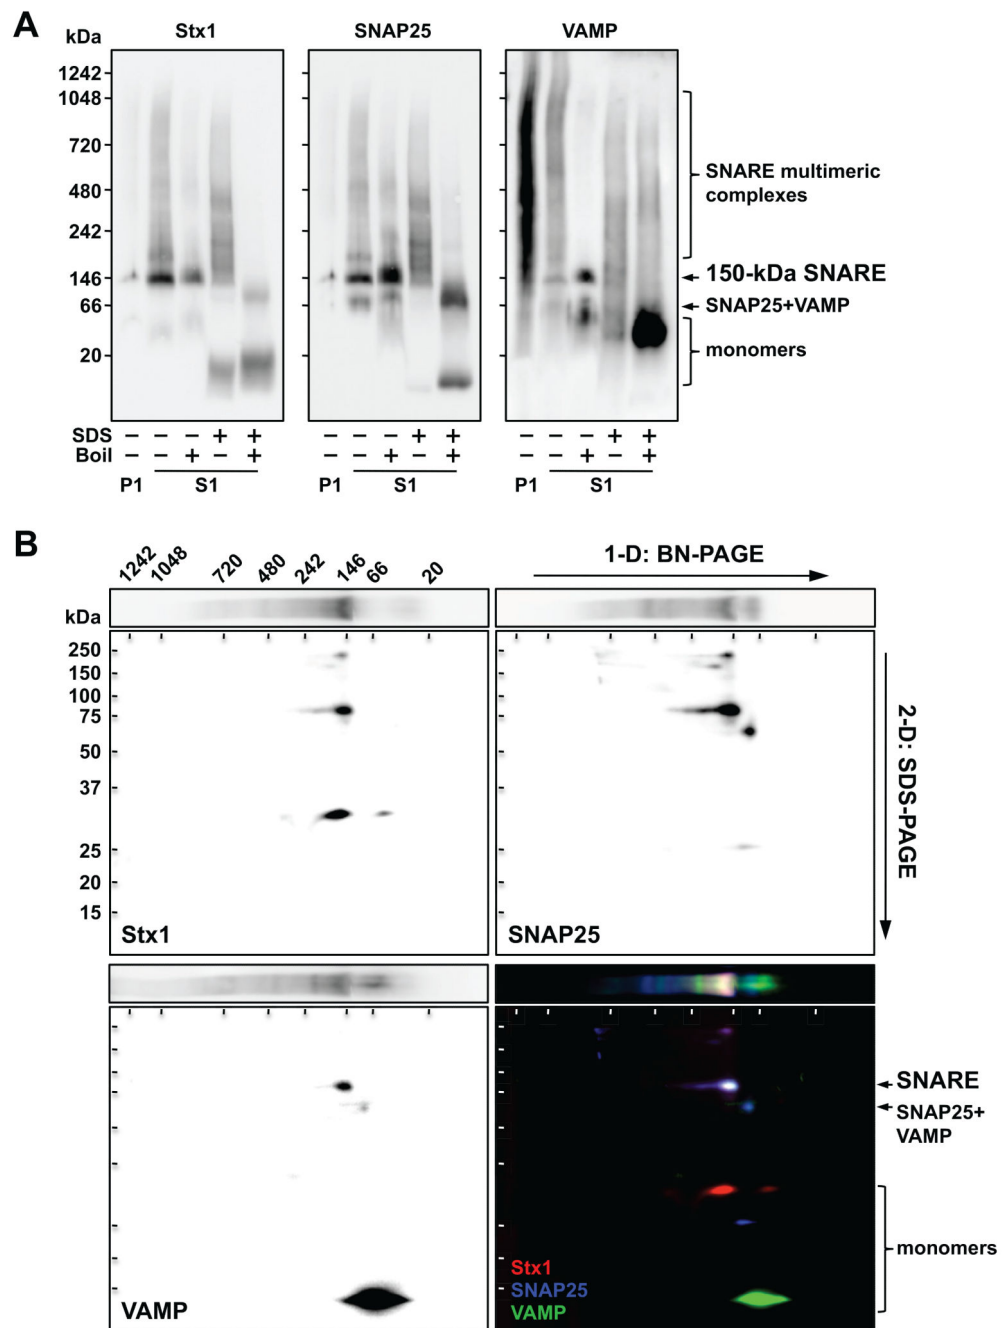 A
kDa
Stx1
SNAP25
VAMP
1242
1048
720
480
242
146
66
20
SNARE multimeric
complexes
150-kDa SNARE
SNAP25+VAMP
monomers
SDS − − − + + − − − + + − − − + +
Boil − − + − + − − + − + − − + − +
P1 S1 P1 S1 P1 S1
B
1242 1048 720 480 242 146 66 20
1-D: BN-PAGE
kDa
250
150
100
75
50
37
25
20
15
Stx1
SNAP25
2-D: SDS-PAGE
SNARE
SNAP25+
VAMP
monomers
VAMP
Stx1
SNAP25
VAMP